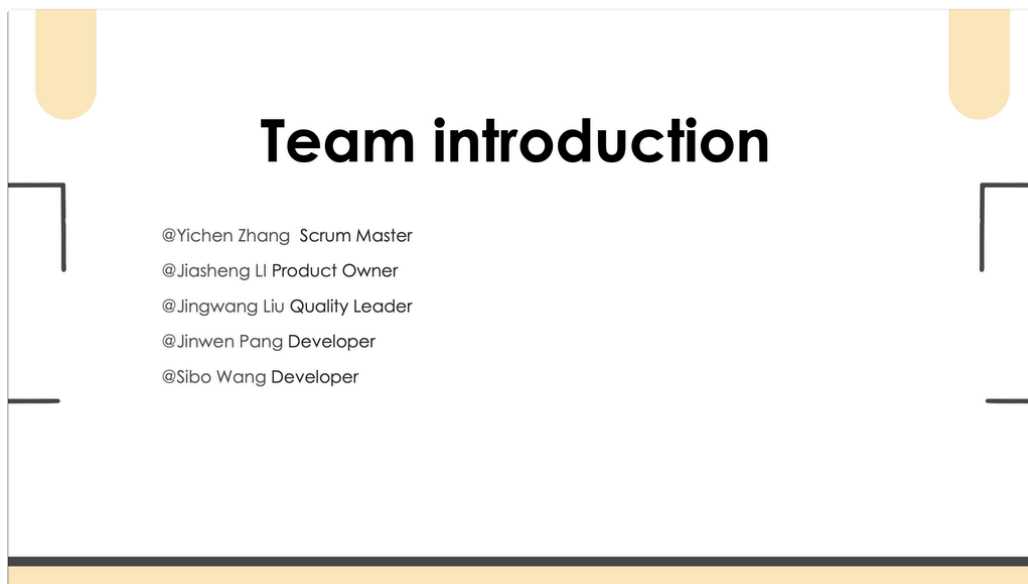 Team introduction
@Yichen Zhang  Scrum Master
@Jiasheng LI Product Owner
@Jingwang Liu Quality Leader
@Jinwen Pang Developer
@Sibo Wang Developer